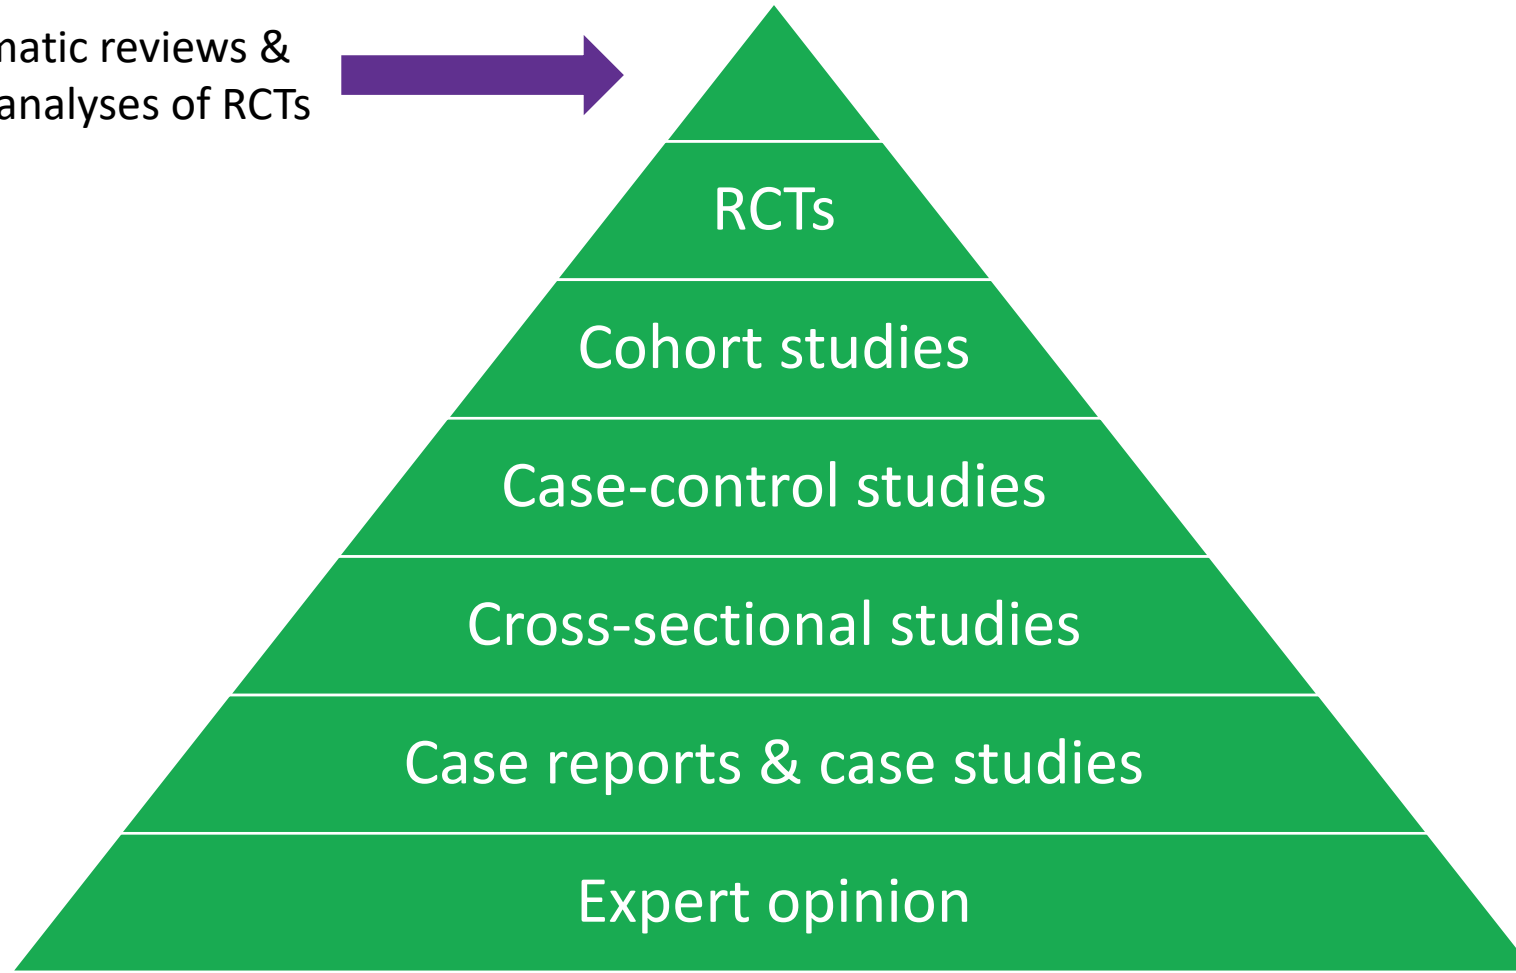 matic reviews &
analyses of RCTs
RCTs
Cohort studies
Case-control studies
Cross-sectional studies
Case reports & case studies
Expert opinion